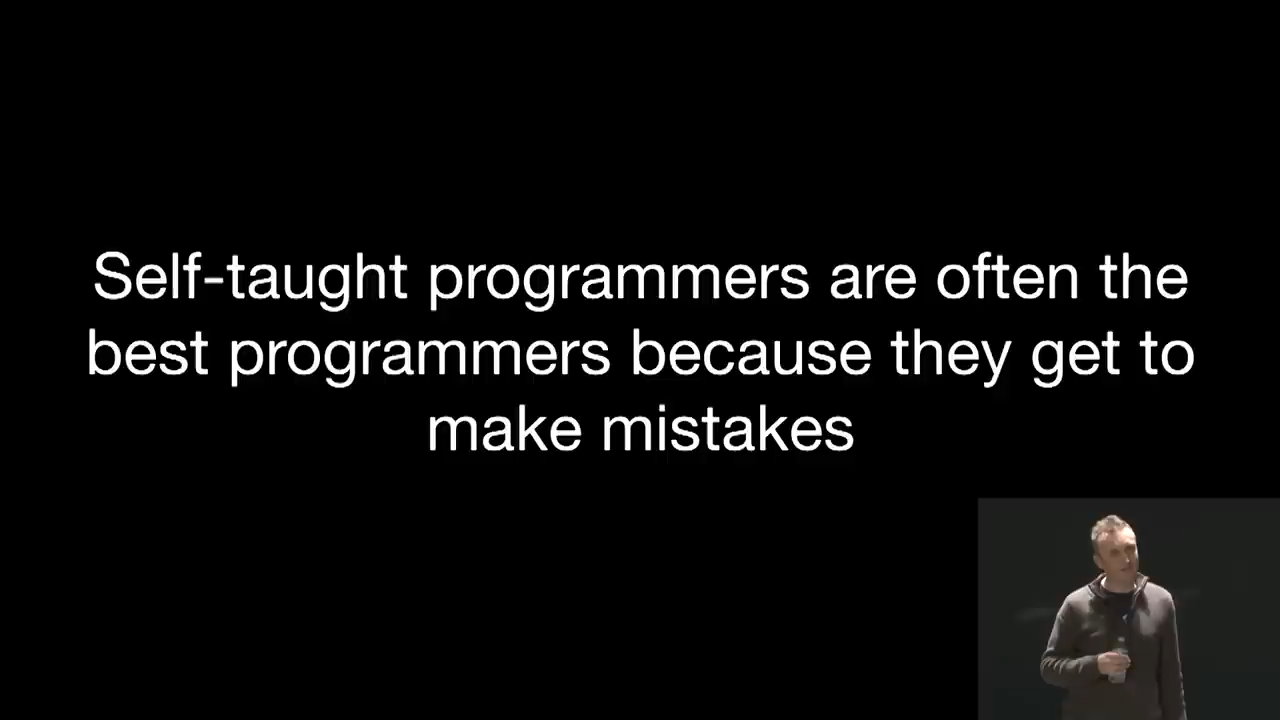 Self-taught programmers are often the
best programmers because they get to
make mistakes